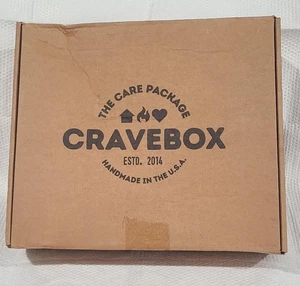 THE CARE PACKAGE
CRAVEBOX
ESTD. 2014
HANDMADE IN THE U.S.A.